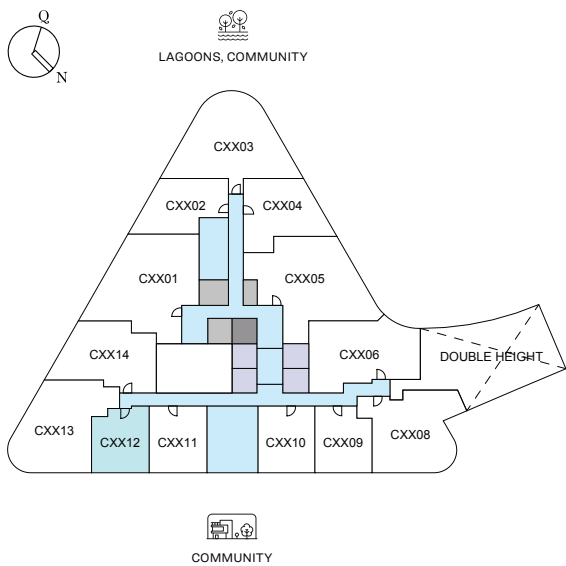 Q
N
LAGOONS, COMMUNITY
CXX03
CXX02
CXX04
CXX01
CXX05
CXX14
CXX06
DOUBLE HEIGHT
CXX13
CXX12
CXX11
CXX10
CXX09
CXX08
COMMUNITY